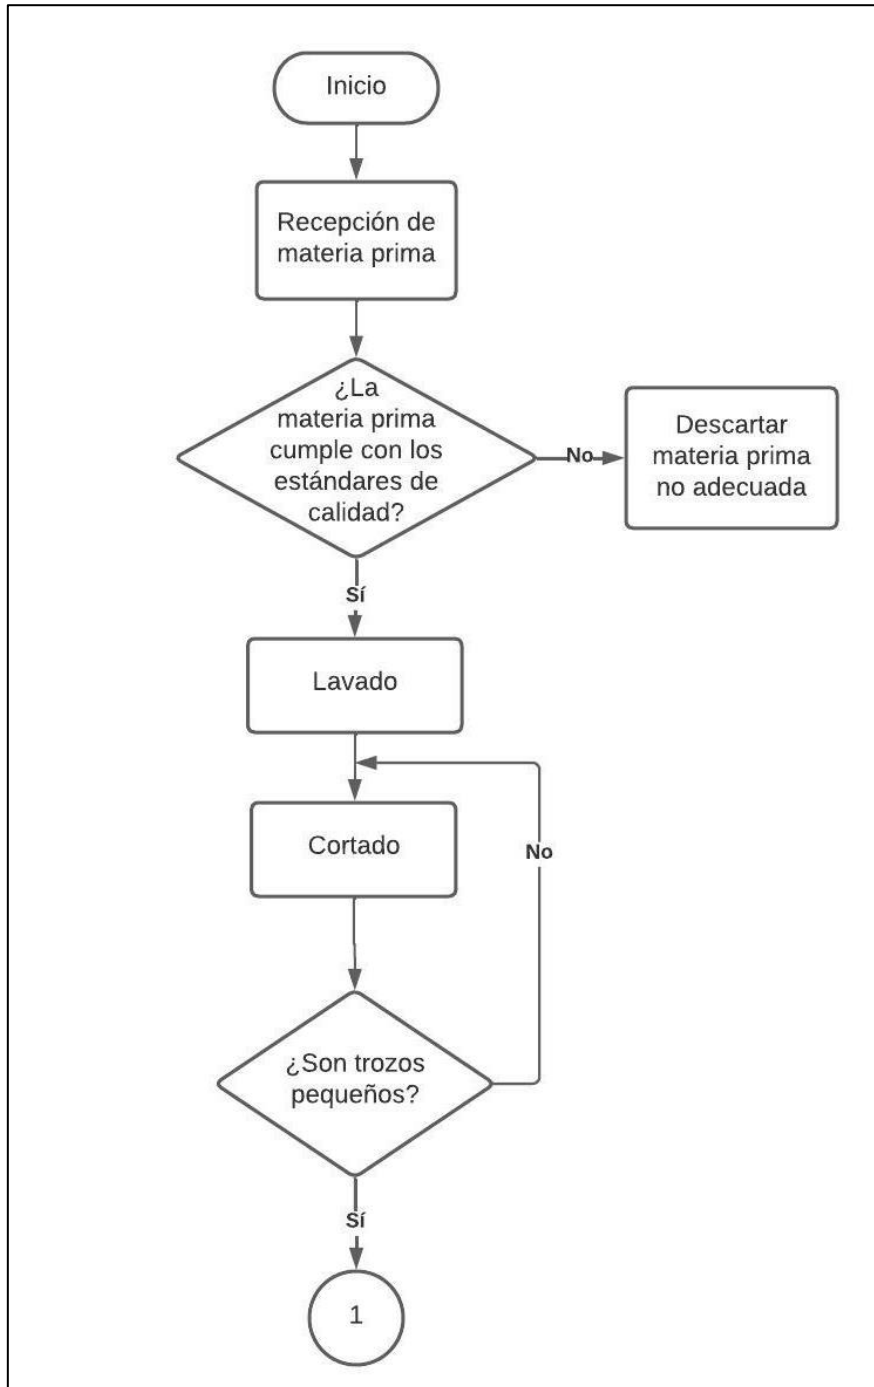 Inicio
Recepción de
materia prima
¿La
materia prima
cumple con los
estándares de
calidad?
No
Descartar
materia prima
no adecuada
Sí
Lavado
Cortado
No
¿Son trozos
pequeños?
Sí
1